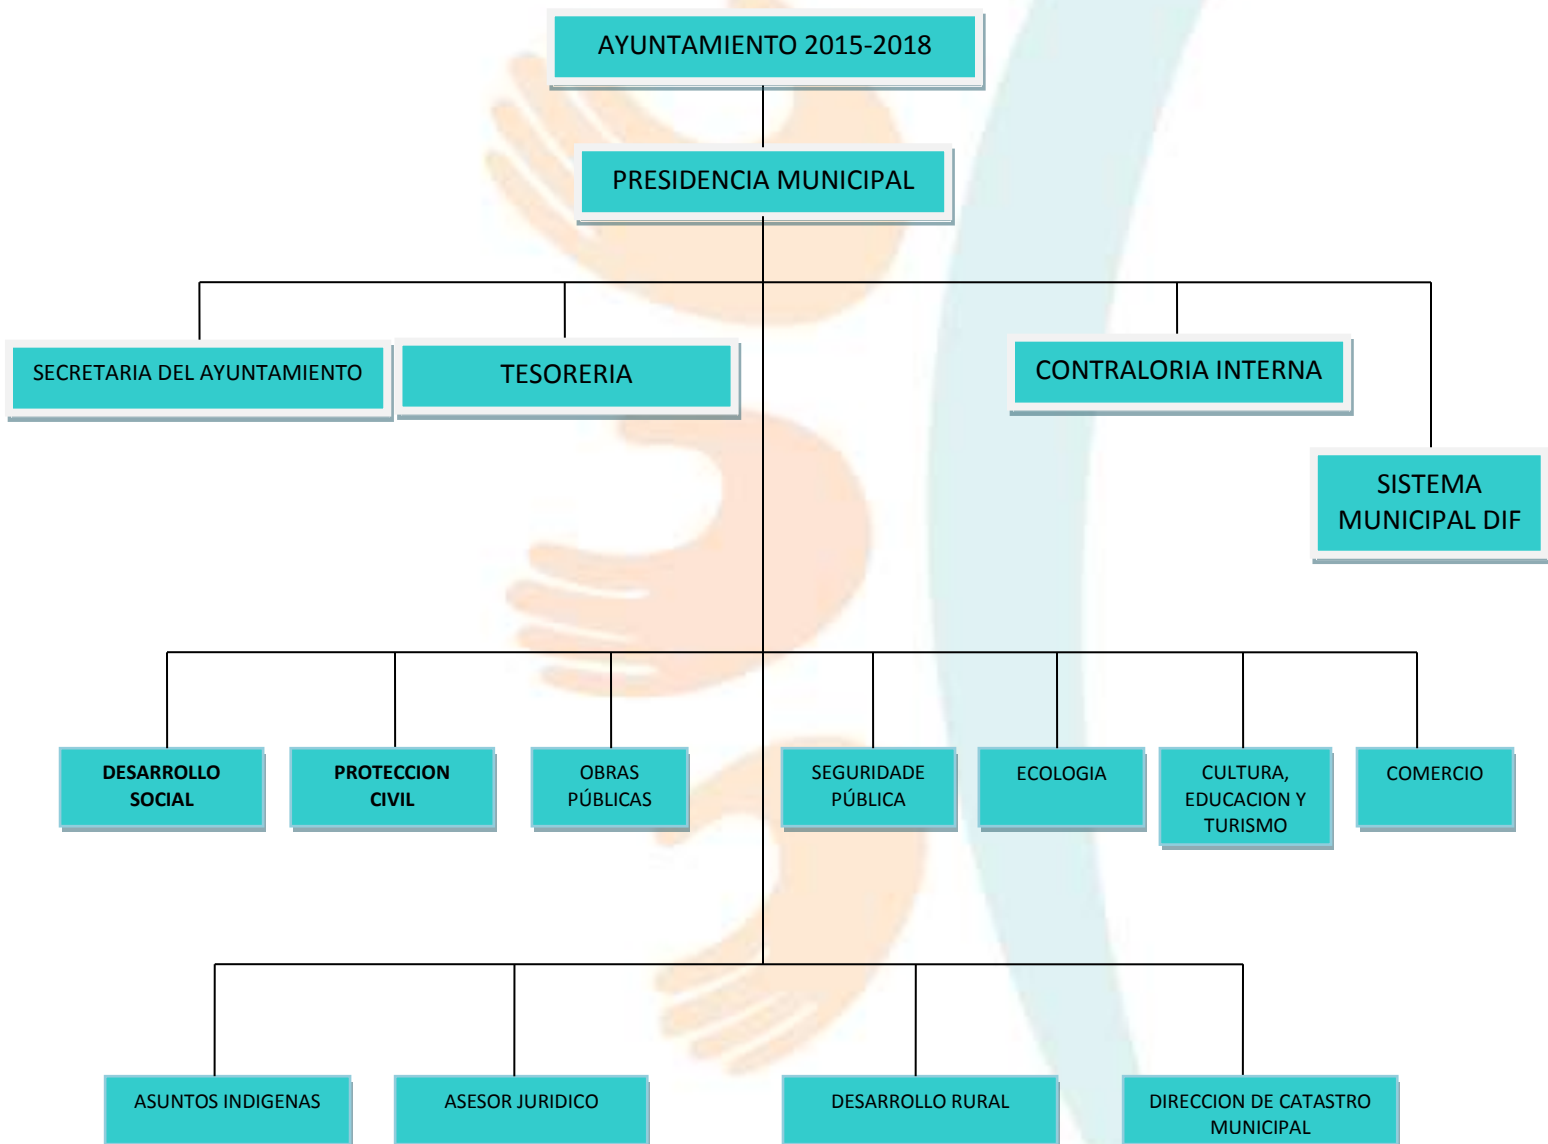 AYUNTAMIENTO 2015-2018
PRESIDENCIA MUNICIPAL
SECRETARIA DEL AYUNTAMIENTO
TESORERIA
CONTRALORIA INTERNA
SISTEMA
MUNICIPAL DIF
DESARROLLO
SOCIAL
PROTECCION
CIVIL
OBRAS
PÚBLICAS
SEGURIDADE
PÚBLICA
ECOLOGIA
CULTURA,
EDUCACION Y
TURISMO
COMERCIO
ASUNTOS INDIGENAS
ASESOR JURIDICO
DESARROLLO RURAL
DIRECCION DE CATASTRO
MUNICIPAL